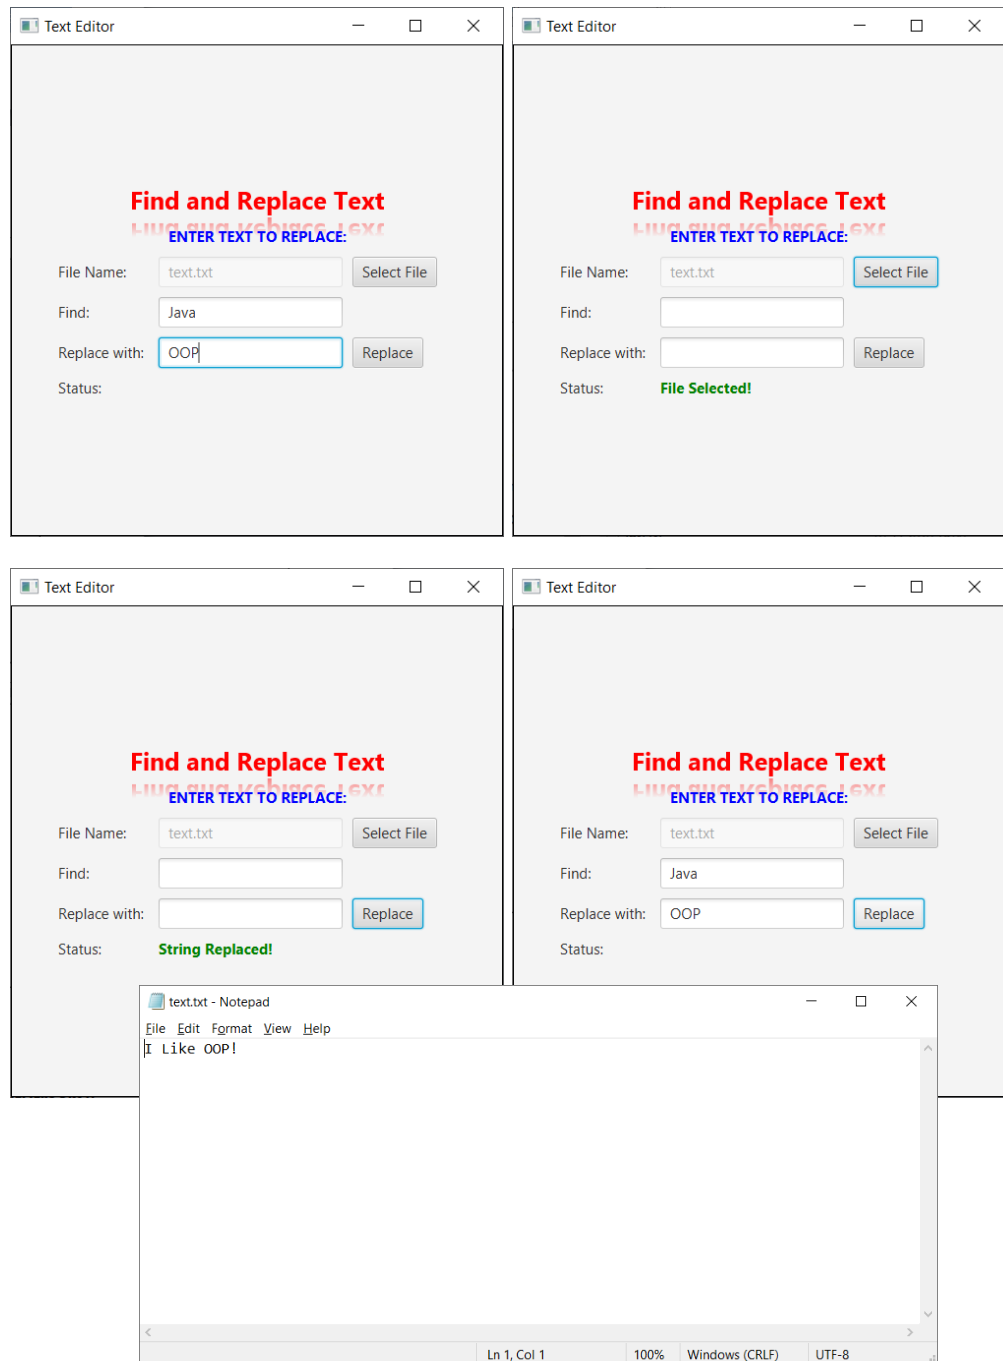 Text Editor
Find and Replace Text
ENTER TEXT TO REPLACE:
File Name: text.txt Select File
Find: Java
Replace with: OOP Replace
Status:
Text Editor
Find and Replace Text
ENTER TEXT TO REPLACE:
File Name: text.txt Select File
Find:
Replace with: Replace
Status: File Selected!
Text Editor
Find and Replace Text
ENTER TEXT TO REPLACE:
File Name: text.txt Select File
Find:
Replace with: Replace
Status: String Replaced!
Text Editor
Find and Replace Text
ENTER TEXT TO REPLACE:
File Name: text.txt Select File
Find: Java
Replace with: OOP Replace
Status:
text.txt - Notepad
File Edit Format View Help
I Like OOP!
Ln 1, Col 1 100% Windows (CRLF) UTF-8